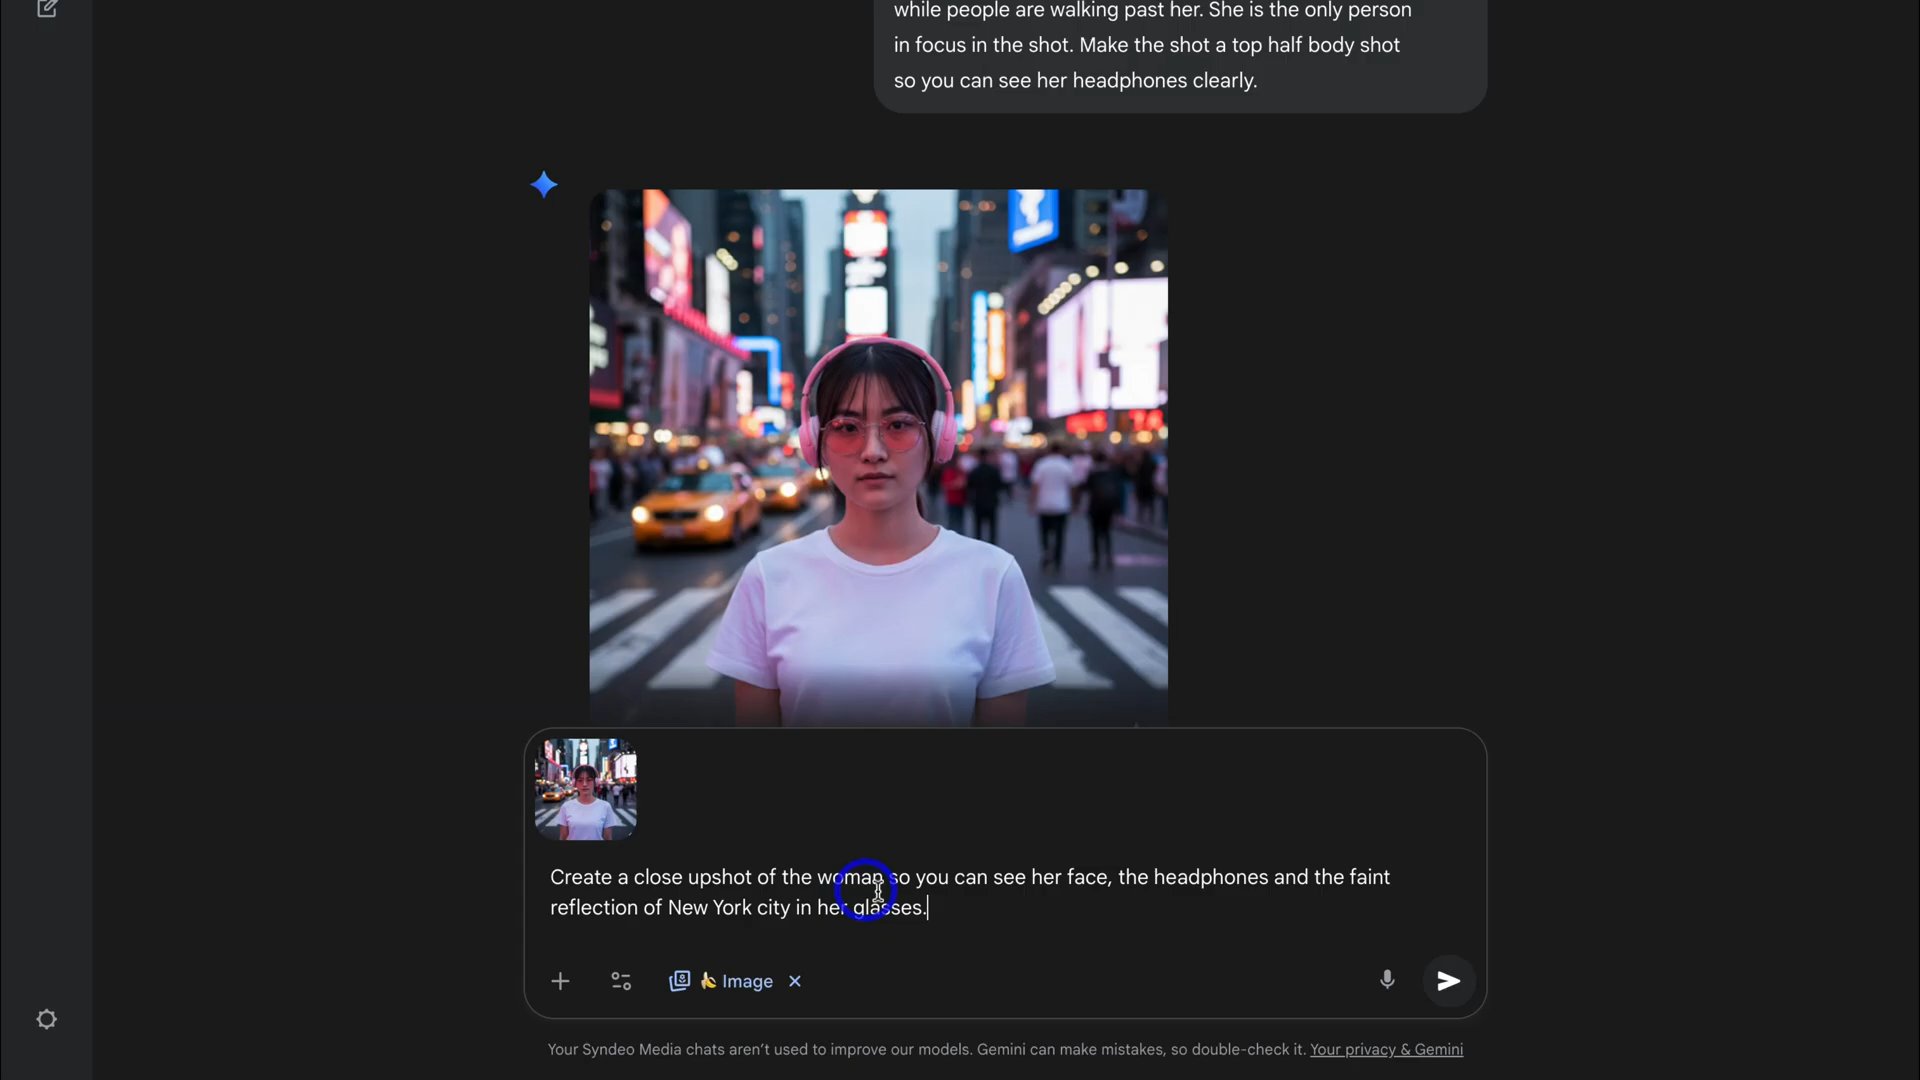 while people are walking past her. She is the only person
in focus in the shot. Make the shot a top half body shot
so you can see her headphones clearly.
Create a close upshot of the woman so you can see her face, the headphones and the faint
reflection of New York city in her glasses.
Image
Your Syndeo Media chats aren’t used to improve our models. Gemini can make mistakes, so double-check it. Your privacy & Gemini